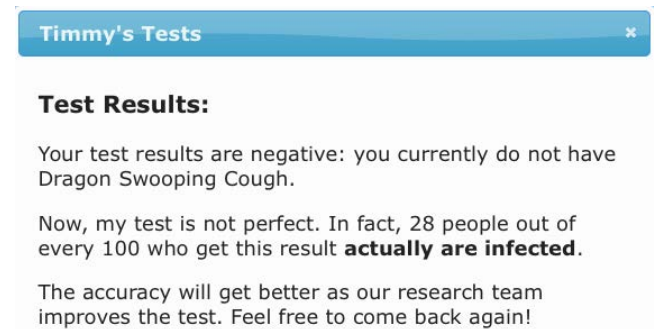 Timmy's Tests
Test Results:
Your test results are negative: you currently do not have
Dragon Swooping Cough.
Now, my test is not perfect. In fact, 28 people out of
every 100 who get this result actually are infected.
The accuracy will get better as our research team
improves the test. Feel free to come back again!